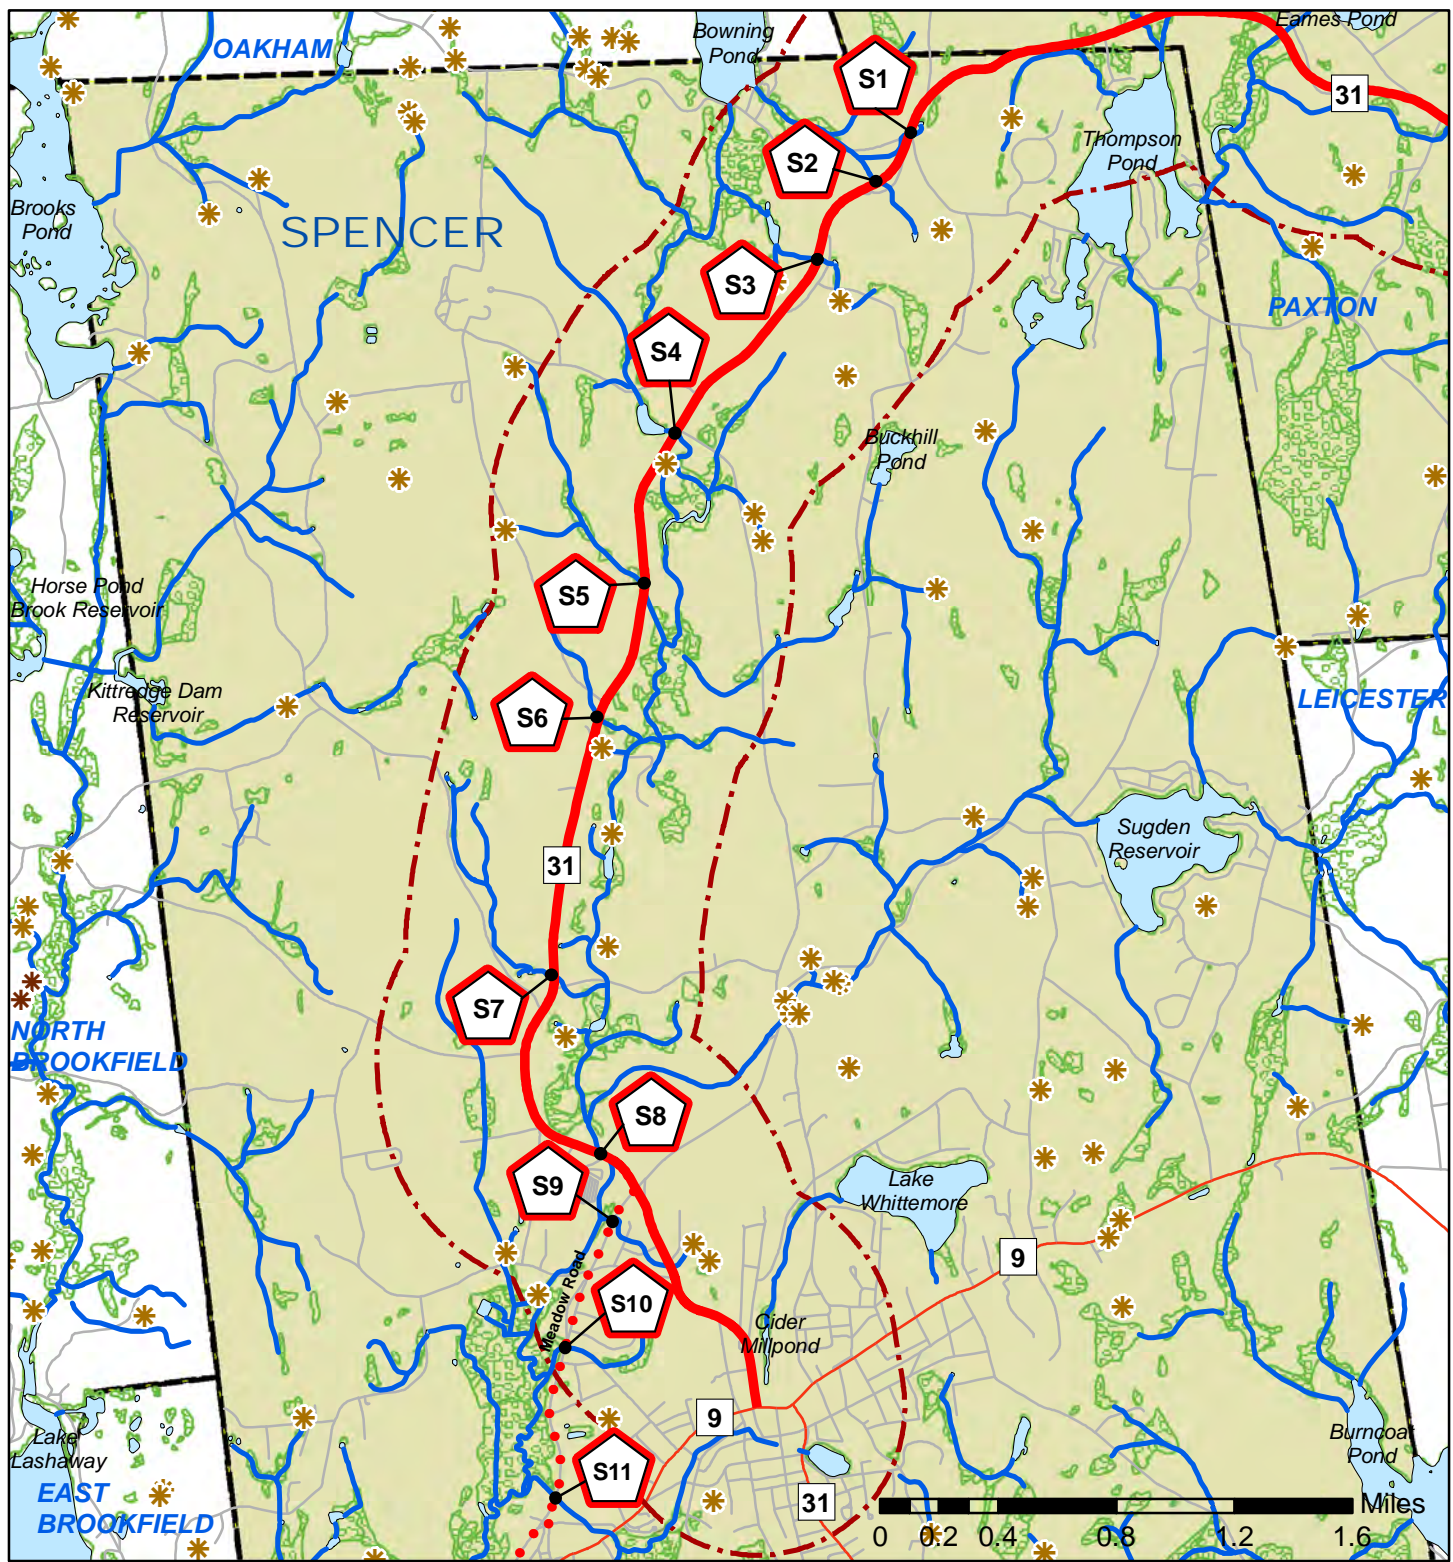 Eames Pond
OAKHAM
Bowning
Pond
S1
31
Thompson
Pond
S2
Brooks
Pond
SPENCER
S3
PAXTON
S4
Buckhill
Pond
Horse Pond
Brook Reservoir
S5
Kittredge Dam
Reservoir
S6
LEICESTER
Sugden
Reservoir
31
S7
NORTH
BROOKFIELD
S8
S9
Lake
Whittemore
9
Meadow Road
S10
Cider
Millpond
9
Lake
Lashaway
Burncoat
Pond
S11
EAST
BROOKFIELD
31
Miles
0 0.2 0.4 0.8 1.2 1.6